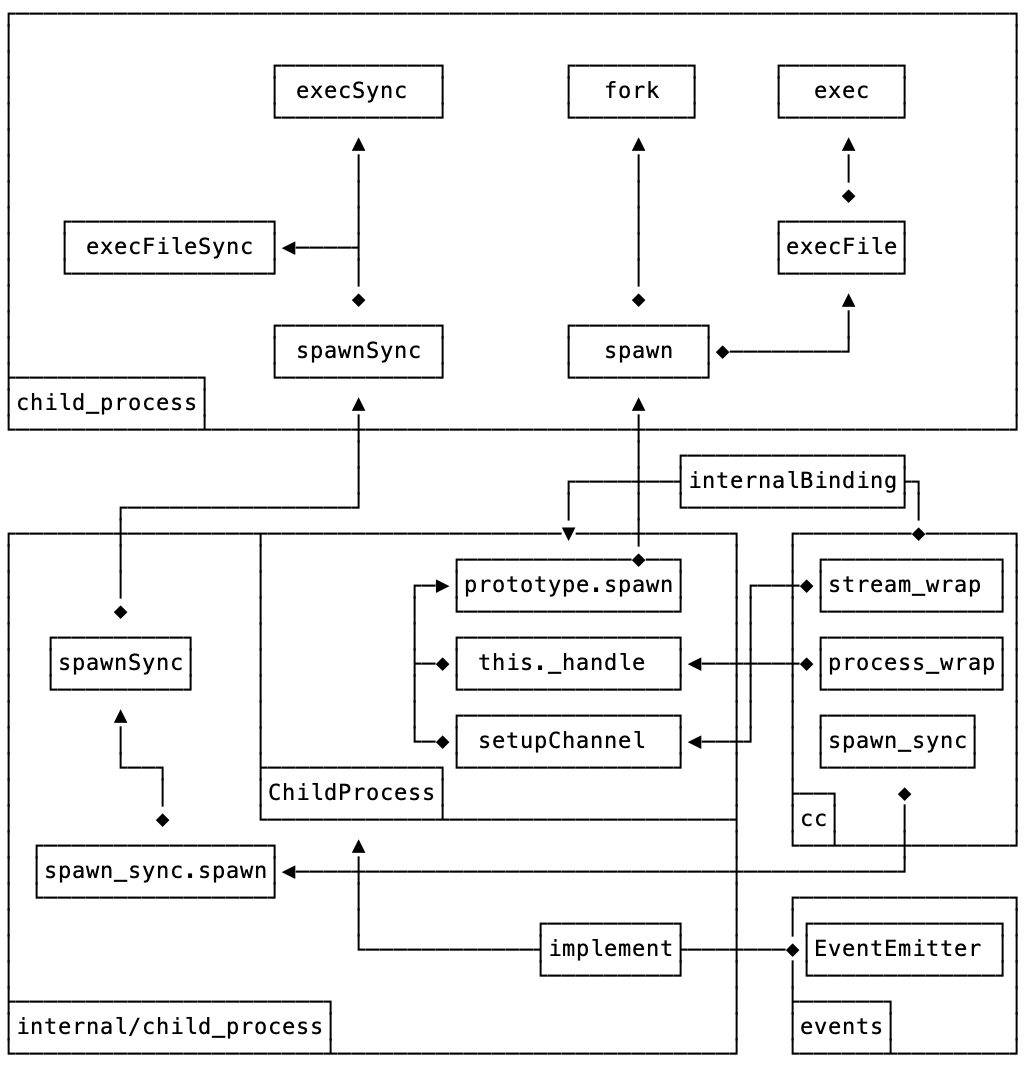 execSync
fork
exec
execFileSync
execFile
spawnSync
spawn
child_process
internalBinding
prototype.spawn
stream_wrap
spawnSync
this._handle
process_wrap
setupChannel
spawn_sync
ChildProcess
cc
spawn_sync.spawn
implement
EventEmitter
internal/child_process
events